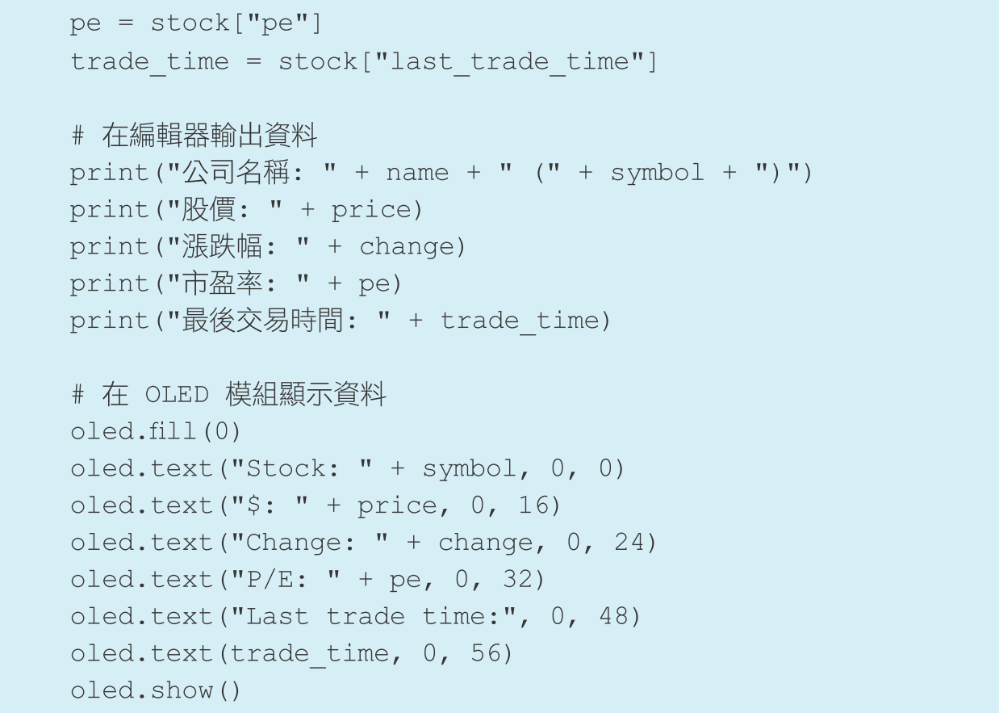 pe = stock["pe"]
trade_time = stock["last_trade_time"]
# 在編輯器輸出資料
print("公司名稱: " + name + " (" + symbol + ")")
print("股價: " + price)
print("漲跌幅: " + change)
print("市盈率: " + pe)
print("最後交易時間: " + trade_time)
# 在 OLED 模組顯示資料
oled.fill(0)
oled.text("Stock: " + symbol, 0, 0)
oled.text("$: " + price, 0, 16)
oled.text("Change: " + change, 0, 24)
oled.text("P/E: " + pe, 0, 32)
oled.text("Last trade time:", 0, 48)
oled.text(trade_time, 0, 56)
oled.show()